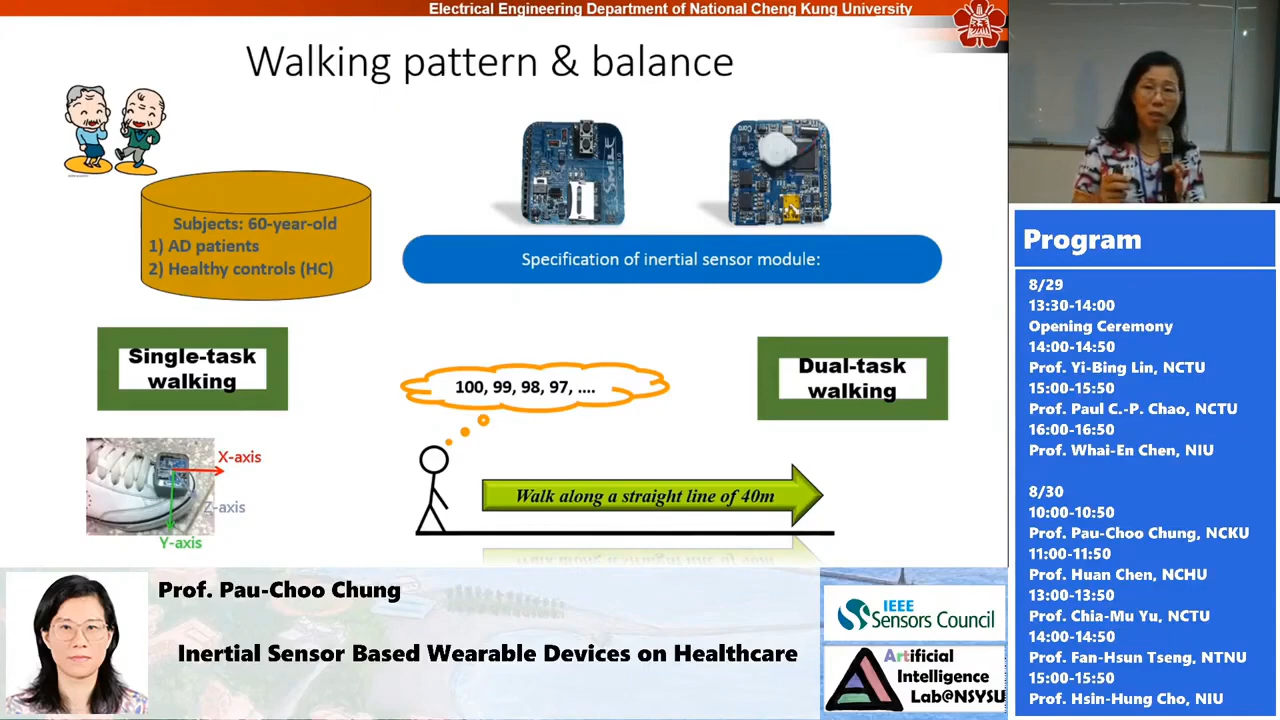 Electrical Engineering Department of National Cheng Kung University
Walking pattern & balance
Subjects: 60-year-old
1) AD patients
2) Healthy controls (HC)
Specification of inertial sensor module:
Single-task
walking
100, 99, 98, 97, ....
Dual-task
walking
X-axis
Z-axis
Y-axis
Walk along a straight line of 40m
Prof. Pau-Choo Chung
Inertial Sensor Based Wearable Devices on Healthcare
IEEE
Sensors Council
Artificial
Intelligence
Lab@NSYSU
Program
8/29
13:30-14:00
Opening Ceremony
14:00-14:50
Prof. Yi-Bing Lin, NCTU
15:00-15:50
Prof. Paul C.-P. Chao, NCTU
16:00-16:50
Prof. Whai-En Chen, NIU
8/30
10:00-10:50
Prof. Pau-Choo Chung, NCKU
11:00-11:50
Prof. Huan Chen, NCHU
13:00-13:50
Prof. Chia-Mu Yu, NCTU
14:00-14:50
Prof. Fan-Hsun Tseng, NTNU
15:00-15:50
Prof. Hsin-Hung Cho, NIU